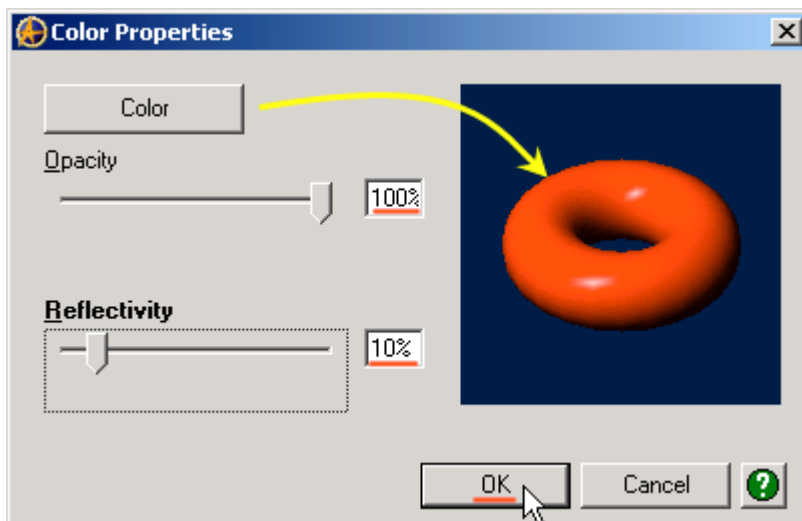 Color Properties
Color
Opacity
100%
Reflectivity
10%
OK
Cancel
?